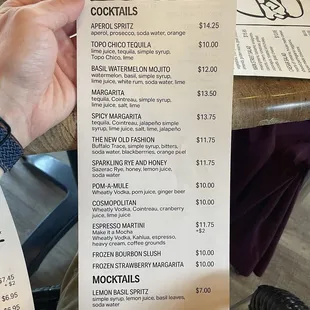 COCKTAILS
APEROL SPRITZ $14.25
aperol, prosecco, soda water, orange
TOPO CHICO TEQUILA $10.00
lime juice, tequila, simple syrup,
Topo Chico, lime
BASIL WATERMELON MOJITO $12.00
watermelon, basil, simple syrup,
lime juice, white rum, soda water, lime
MARGARITA $13.50
tequila, Cointreau, simple syrup,
lime juice, salt, lime
SPICY MARGARITA $13.75
tequila, Cointreau, jalapeño simple
syrup, lime juice, salt, lime, jalapeño
THE NEW OLD FASHION $11.75
Buffalo Trace, simple syrup, bitters,
soda water, blackberries, orange peel
SPARKLING RYE AND HONEY $11.75
Sazerac Rye, honey, lemon juice,
soda water
POM-A-MULE $10.00
Wheatly Vodka, pom juice, ginger beer
COSMOPOLITAN $10.00
Wheatly Vodka, Cointreau, cranberry
juice, lime juice
ESPRESSO MARTINI $11.75
Make it a Mocha +$2
Wheatly Vodka, Kahlua, espresso,
heavy cream, coffee grounds
FROZEN BOURBON SLUSH $10.00
FROZEN STRAWBERRY MARGARITA $10.00
MOCKTAILS
LEMON BASIL SPRITZ $7.00
simple syrup, lemon juice, basil leaves,
soda water
$7.45
+$2
$6.95
$6.95